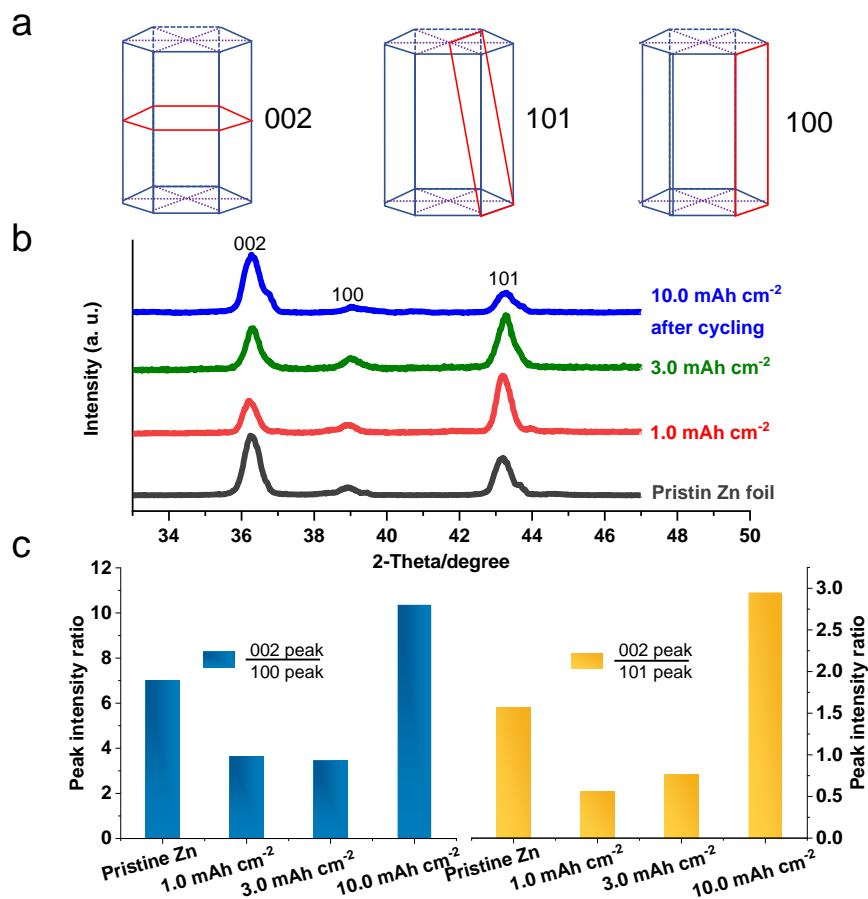 a
002
101
100
b
002
100
101
10.0 mAh cm⁻²
after cycling
3.0 mAh cm⁻²
1.0 mAh cm⁻²
Pristin Zn foil
Intensity (a. u.)
34 36 38 40 42 44 46 48 50
2-Theta/degree
c
12
10
8
6
4
2
0
Peak intensity ratio
002 peak
100 peak
Pristine Zn
1.0 mAh cm⁻²
3.0 mAh cm⁻²
10.0 mAh cm⁻²
002 peak
101 peak
3.0
2.5
2.0
1.5
1.0
0.5
0.0
Peak intensity ratio
Pristine Zn
1.0 mAh cm⁻²
3.0 mAh cm⁻²
10.0 mAh cm⁻²